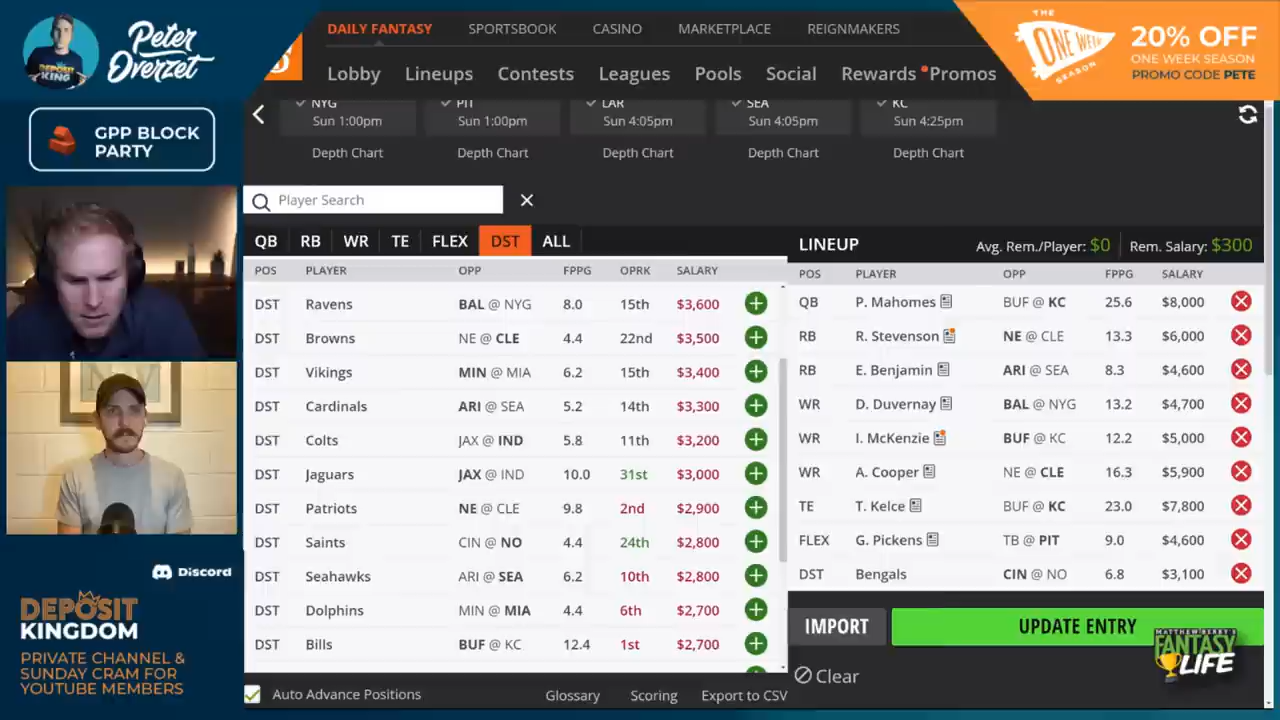 DEPOSIT
KING
Peter
Overzet
GPP BLOCK
PARTY
DAILY FANTASY SPORTSBOOK CASINO MARKETPLACE REIGNMAKERS
Lobby Lineups Contests Leagues Pools Social Rewards Promos
THE
ONE WEEK
SEASON
20% OFF
ONE WEEK SEASON
PROMO CODE PETE
NYG PIT LAR SEA KC
Sun 1:00pm Sun 1:00pm Sun 4:05pm Sun 4:05pm Sun 4:25pm
Depth Chart Depth Chart Depth Chart Depth Chart Depth Chart
Player Search
QB RB WR TE FLEX DST ALL
POS PLAYER OPP FPPG OPRK SALARY
DST Ravens BAL @ NYG 8.0 15th $3,600
DST Browns NE @ CLE 4.4 22nd $3,500
DST Vikings MIN @ MIA 6.2 15th $3,400
DST Cardinals ARI @ SEA 5.2 14th $3,300
DST Colts JAX @ IND 5.8 11th $3,200
DST Jaguars JAX @ IND 10.0 31st $3,000
DST Patriots NE @ CLE 9.8 2nd $2,900
DST Saints CIN @ NO 4.4 24th $2,800
DST Seahawks ARI @ SEA 6.2 10th $2,800
DST Dolphins MIN @ MIA 4.4 6th $2,700
DST Bills BUF @ KC 12.4 1st $2,700
Auto Advance Positions Glossary Scoring Export to CSV
LINEUP Avg. Rem./Player: $0 Rem. Salary: $300
POS PLAYER OPP FPPG SALARY
QB P. Mahomes BUF @ KC 25.6 $8,000
RB R. Stevenson NE @ CLE 13.3 $6,000
RB E. Benjamin ARI @ SEA 8.3 $4,600
WR D. Duvernay BAL @ NYG 13.2 $4,700
WR I. McKenzie BUF @ KC 12.2 $5,000
WR A. Cooper NE @ CLE 16.3 $5,900
TE T. Kelce BUF @ KC 23.0 $7,800
FLEX G. Pickens TB @ PIT 9.0 $4,600
DST Bengals CIN @ NO 6.8 $3,100
IMPORT UPDATE ENTRY
Clear
MATTHEW BERRY'S
FANTASY
LIFE
Discord
DEPOSIT
KINGDOM
PRIVATE CHANNEL &
SUNDAY CRAM FOR
YOUTUBE MEMBERS